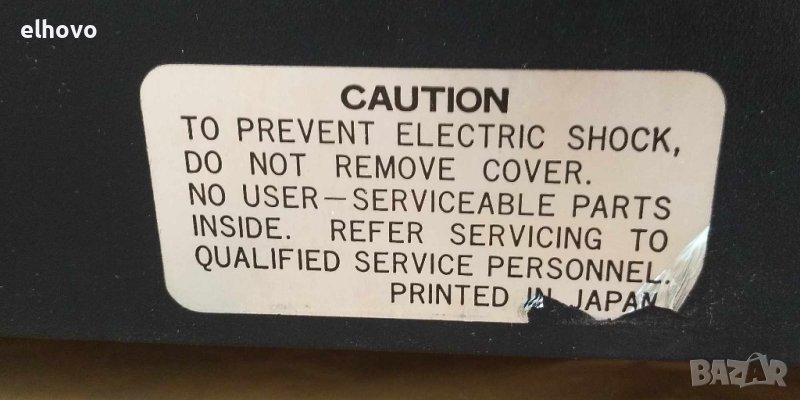 elhovo
CAUTION
TO PREVENT ELECTRIC SHOCK,
DO NOT REMOVE COVER.
NO USER—SERVICEABLE PARTS
INSIDE. REFER SERVICING TO
QUALIFIED SERVICE PERSONNEL.
PRINTED IN JAPAN
BAZAR